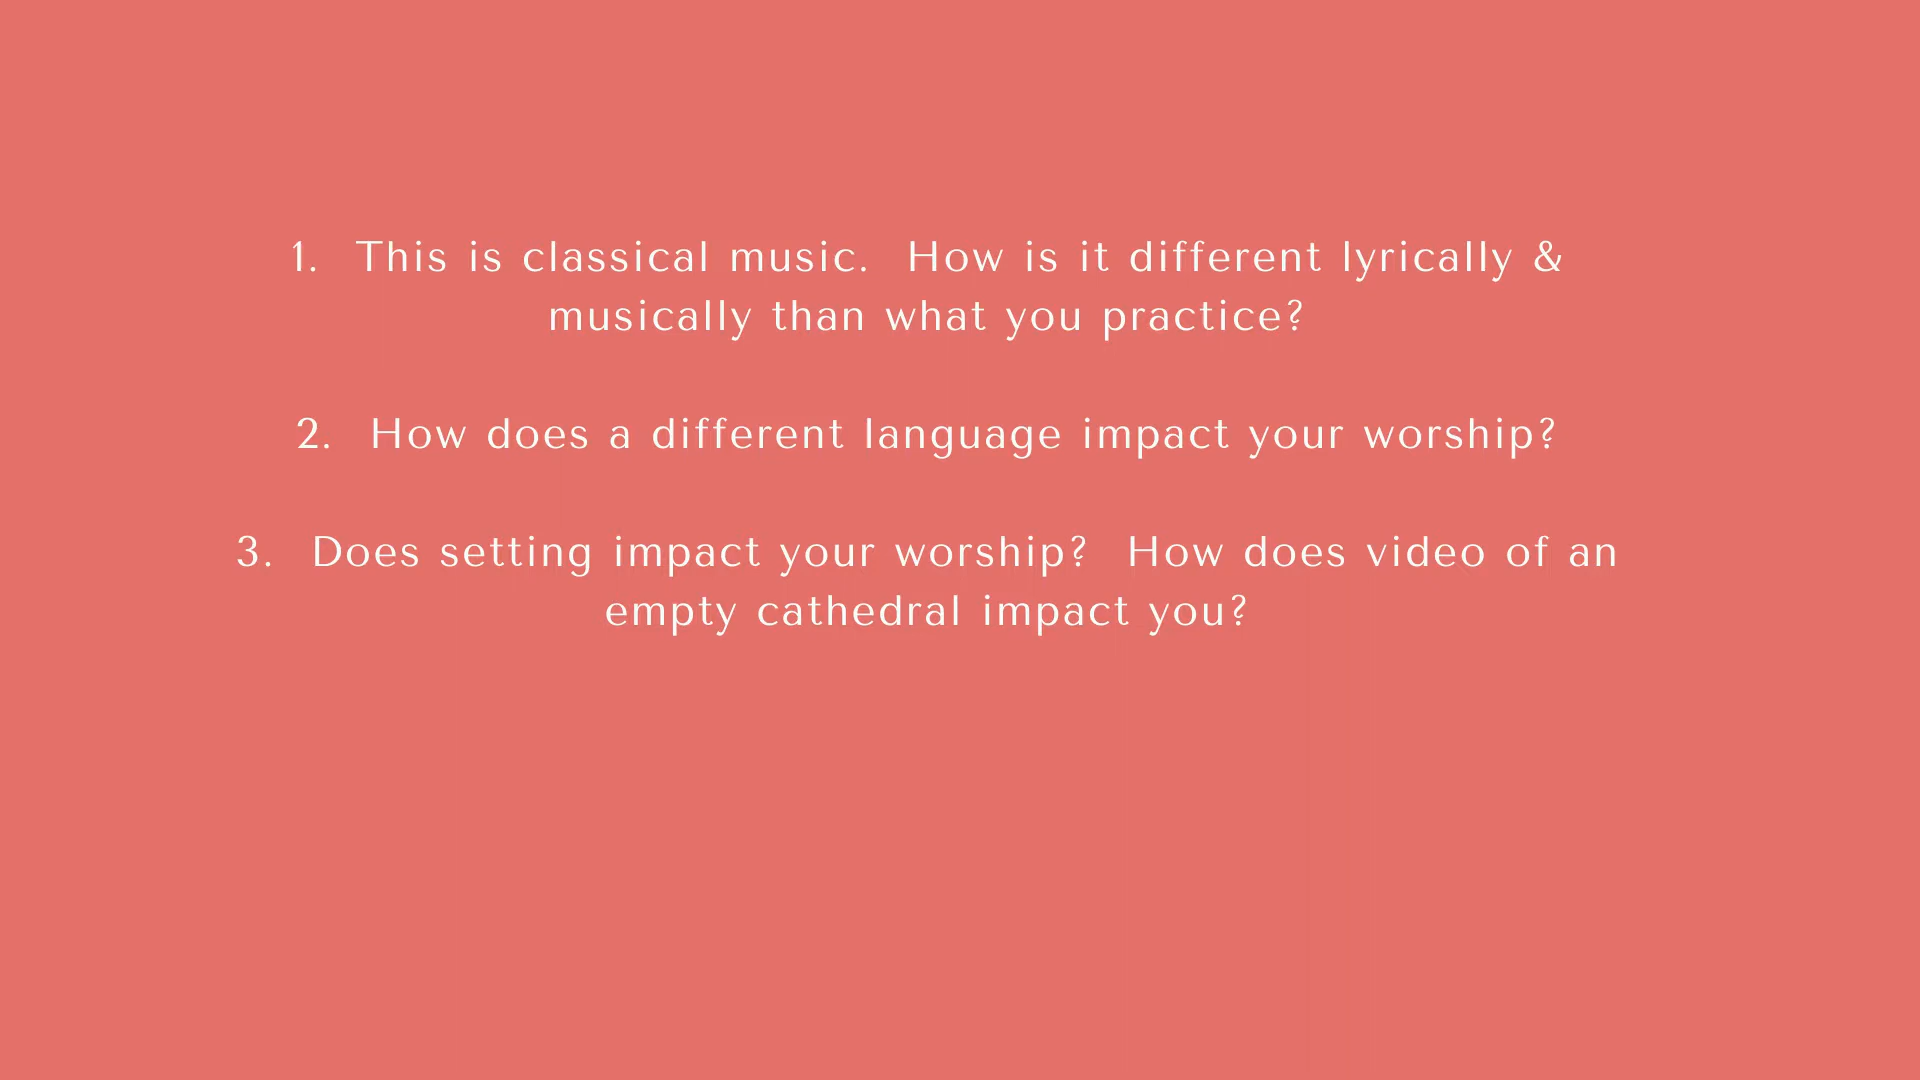 1.  This is classical music.  How is it different lyrically &
musically than what you practice?
2.  How does a different language impact your worship?
3.  Does setting impact your worship?  How does video of an
empty cathedral impact you?